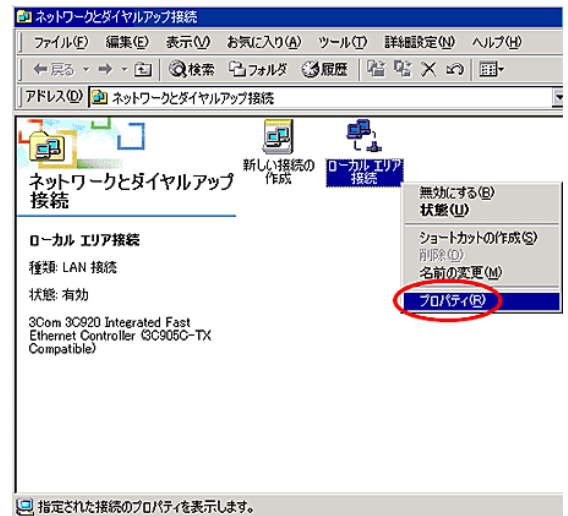 ネットワークとダイヤルアップ接続
ファイル(F) 編集(E) 表示(V) お気に入り(A) ツール(T) 詳細設定(N) ヘルプ(H)
戻る 検索 フォルダ 履歴
アドレス(D) ネットワークとダイヤルアップ接続
ネットワークとダイヤルアップ
接続
新しい接続の
作成
ローカル エリア
接続
無効にする(B)
状態(U)
ショートカットの作成(S)
削除(D)
名前の変更(M)
プロパティ(R)
ローカル エリア接続
種類: LAN 接続
状態: 有効
3Com 3C920 Integrated Fast
Ethernet Controller (3C905C-TX
Compatible)
指定された接続のプロパティを表示します。